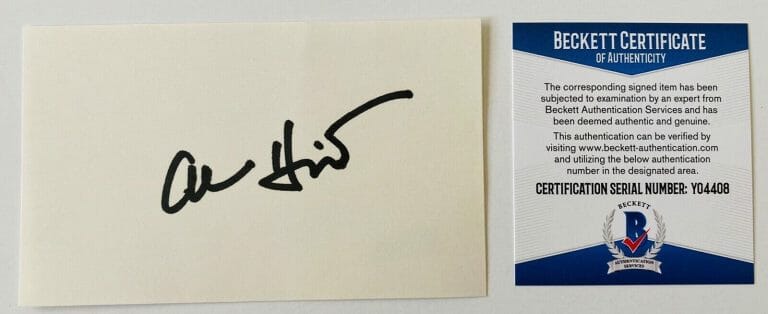 Al Hirt
BECKETT CERTIFICATE
OF AUTHENTICITY
The corresponding signed item has been
subjected to examination by an expert from
Beckett Authentication Services and has
been deemed authentic and genuine.
This authentication can be verified by
visiting www.beckett-authentication.com
and utilizing the below authentication
number in the designated area.
CERTIFICATION SERIAL NUMBER: Y04408
BECKETT
B
AUTHENTICATION
SERVICES